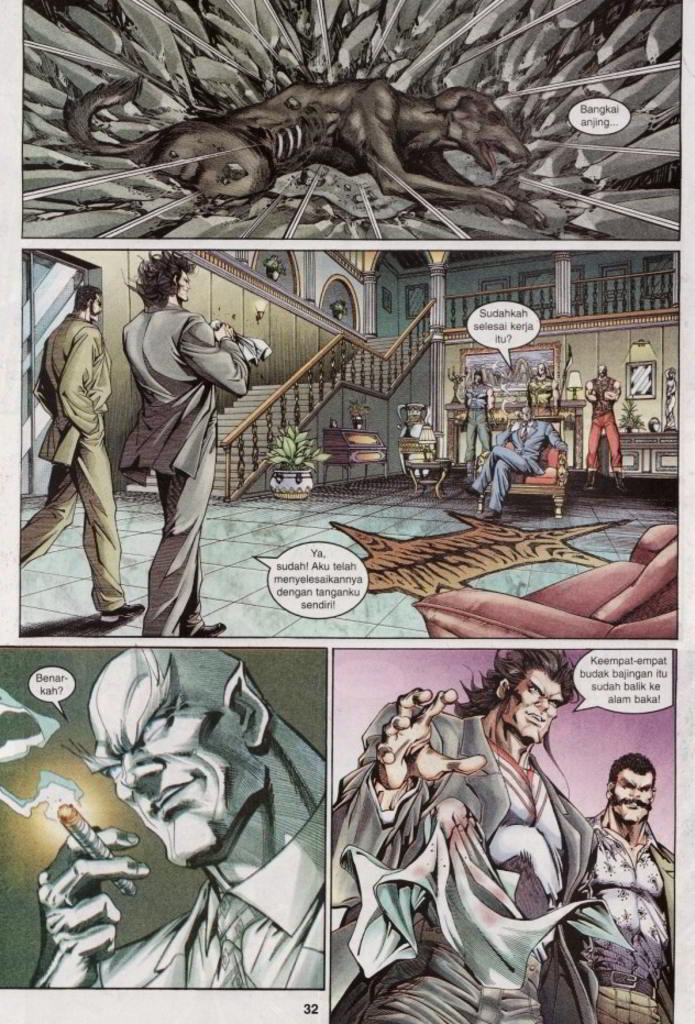 Bangkai
anjing...
Sudahkah
selesai kerja
itu?
Ya,
sudah! Aku telah
menyelesaikannya
dengan tanganku
sendiri!
Benar-
kah?
Keempat-empat
budak bajingan itu
sudah balik ke
alam baka!
32